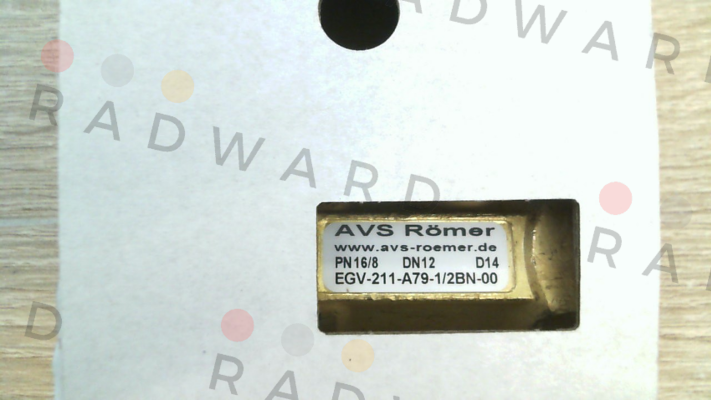 RADWARD
RADWARD
AVS Römer
www.avs-roemer.de
PN16/8 DN12 D14
EGV-211-A79-1/2BN-00
RADWARD
D
RADWARD